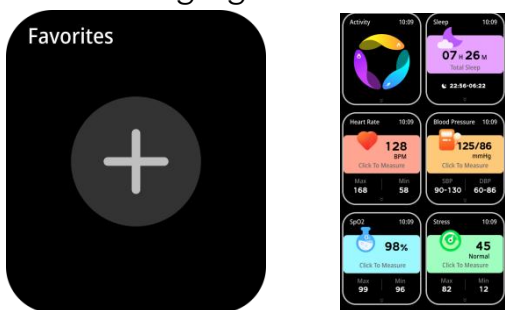 Favorites
Activity 10:09
Sleep 10:09
07 H 26 M
Total Sleep
22:56-06:22
Heart Rate 10:09
128
BPM
Click To Measure
Max Min
168 58
Blood Pressure 10:09
125/86
mmHg
Click To Measure
SBP DBP
90-130 60-86
SpO2 10:09
98%
Click To Measure
Max Min
99 96
Stress 10:09
45
Normal
Click To Measure
Max Min
82 12